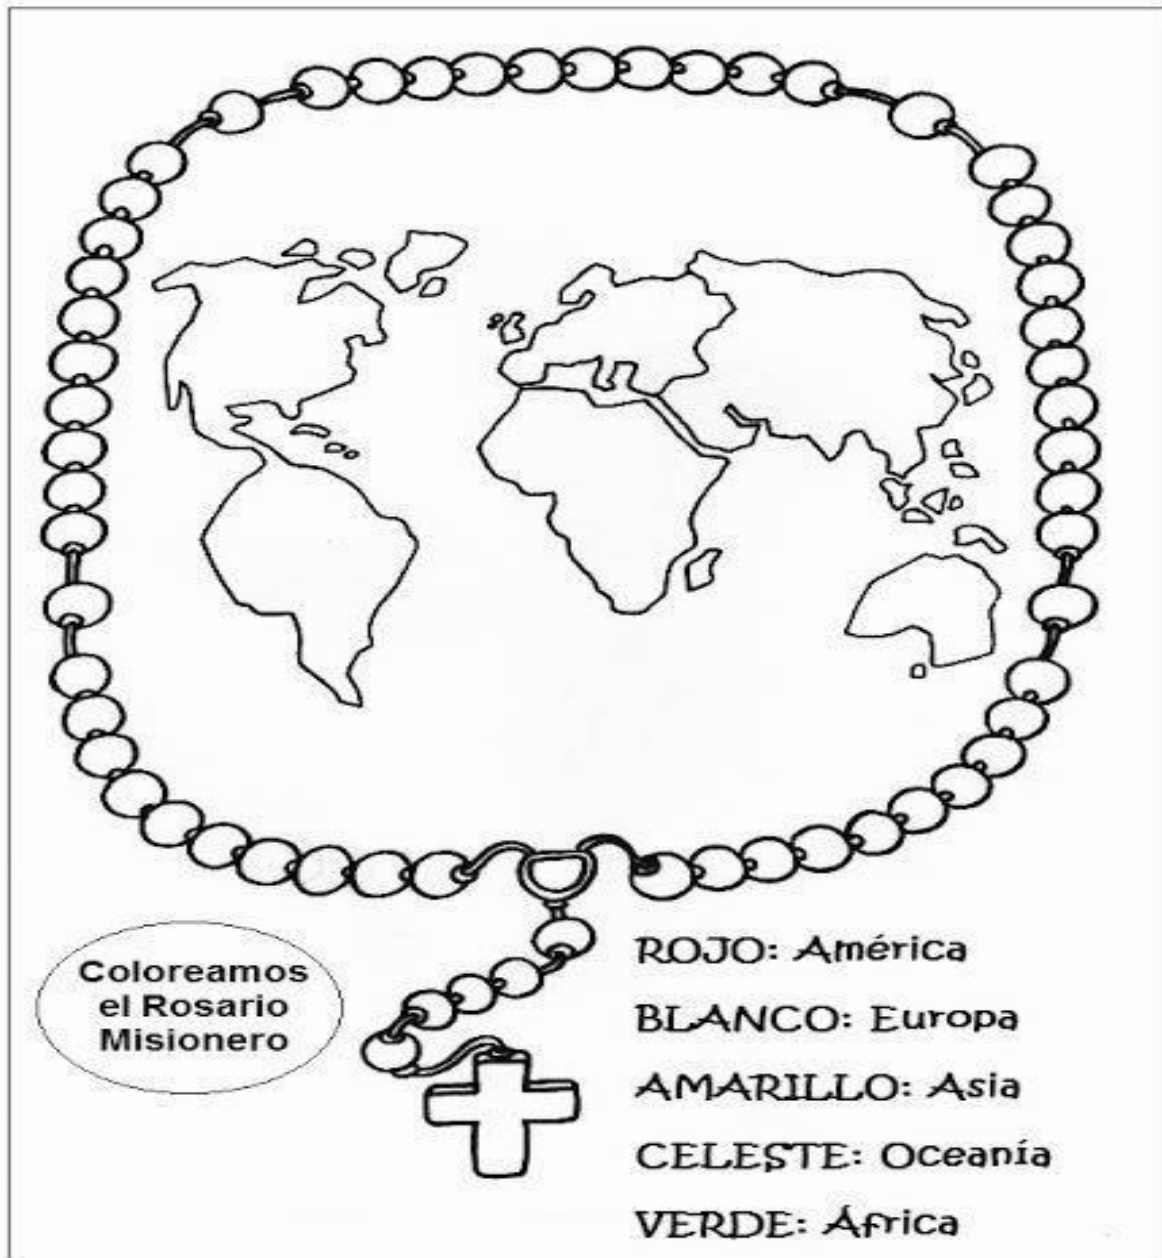 Coloreamos
el Rosario
Misionero
ROJO: América
BLANCO: Europa
AMARILLO: Asia
CELESTE: Oceanía
VERDE: África